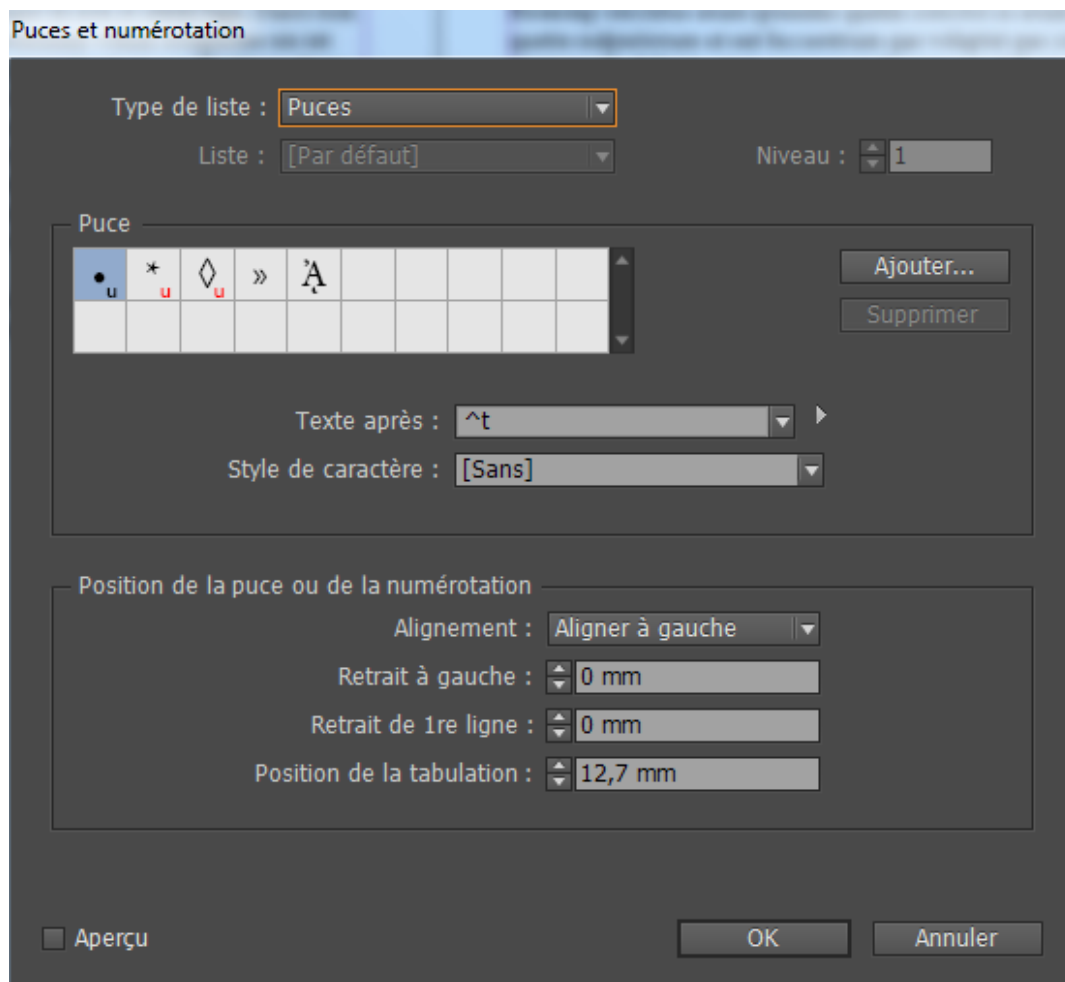 Puces et numérotation
Type de liste : Puces
Liste : [Par défaut] Niveau : 1
Puce
•u *u ◊u » ᾌ Ajouter...
Supprimer
Texte après : ^t
Style de caractère : [Sans]
Position de la puce ou de la numérotation
Alignement : Aligner à gauche
Retrait à gauche : 0 mm
Retrait de 1re ligne : 0 mm
Position de la tabulation : 12,7 mm
Aperçu OK Annuler